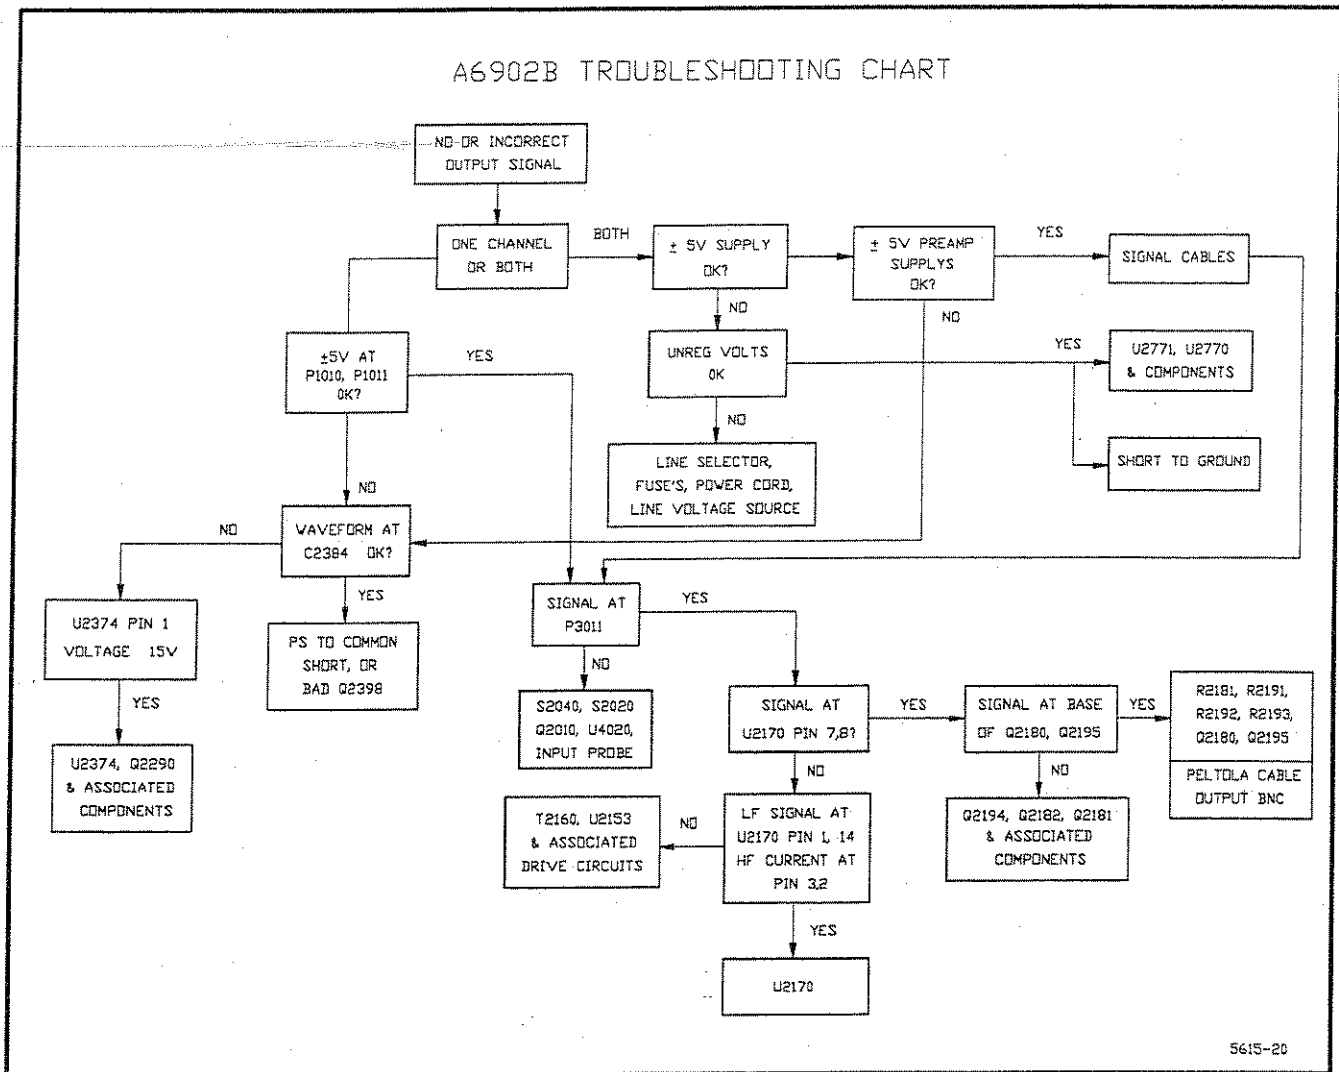 A6902B TROUBLESHOOTING CHART
NO OR INCORRECT
OUTPUT SIGNAL
ONE CHANNEL
OR BOTH
BOTH
± 5V SUPPLY
OK?
± 5V PREAMP
SUPPLYS
OK?
YES
SIGNAL CABLES
NO
NO
±5V AT
P1010, P1011
OK?
YES
UNREG VOLTS
OK
YES
U2771, U2770
& COMPONENTS
NO
SHORT TO GROUND
LINE SELECTOR,
FUSE'S, POWER CORD,
LINE VOLTAGE SOURCE
NO
NO
WAVEFORM AT
C2384 OK?
YES
U2374 PIN 1
VOLTAGE 15V
PS TO COMMON
SHORT, OR
BAD Q2398
YES
U2374, Q2290
& ASSOCIATED
COMPONENTS
SIGNAL AT
P3011
YES
NO
S2040, S2020
Q2010, U4020,
INPUT PROBE
SIGNAL AT
U2170 PIN 7,8?
YES
SIGNAL AT BASE
OF Q2180, Q2195
YES
R2181, R2191,
R2192, R2193,
Q2180, Q2195
PELTOLA CABLE
OUTPUT BNC
NO
NO
T2160, U2153
& ASSOCIATED
DRIVE CIRCUITS
NO
LF SIGNAL AT
U2170 PIN 1, 14
HF CURRENT AT
PIN 3,2
Q2194, Q2182, Q2181
& ASSOCIATED
COMPONENTS
YES
U2170
5615-20